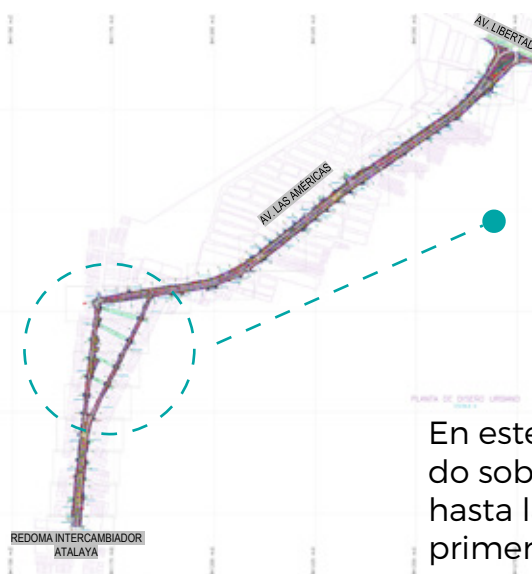 AV. LIBERTAD
AV. LAS AMÉRICAS
PLANTA DE DISEÑO URBANO
En este
do sob
hasta l
primer
REDOMA INTERCAMBIADOR
ATALAYA